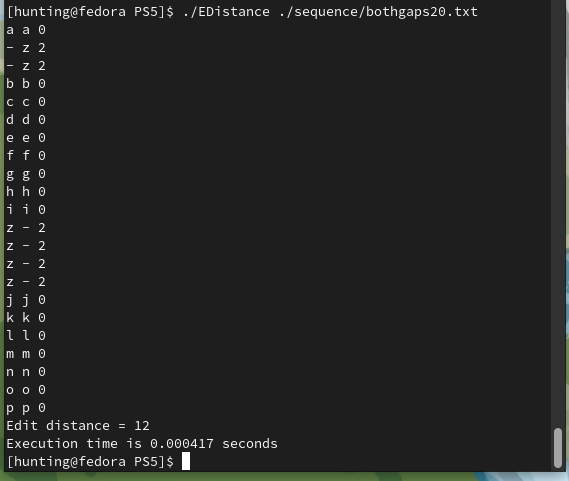 [hunting@fedora PS5]$ ./EDistance ./sequence/bothgaps20.txt
a a 0
- z 2
- z 2
b b 0
c c 0
d d 0
e e 0
f f 0
g g 0
h h 0
i i 0
z - 2
z - 2
z - 2
z - 2
j j 0
k k 0
l l 0
m m 0
n n 0
o o 0
p p 0
Edit distance = 12
Execution time is 0.000417 seconds
[hunting@fedora PS5]$